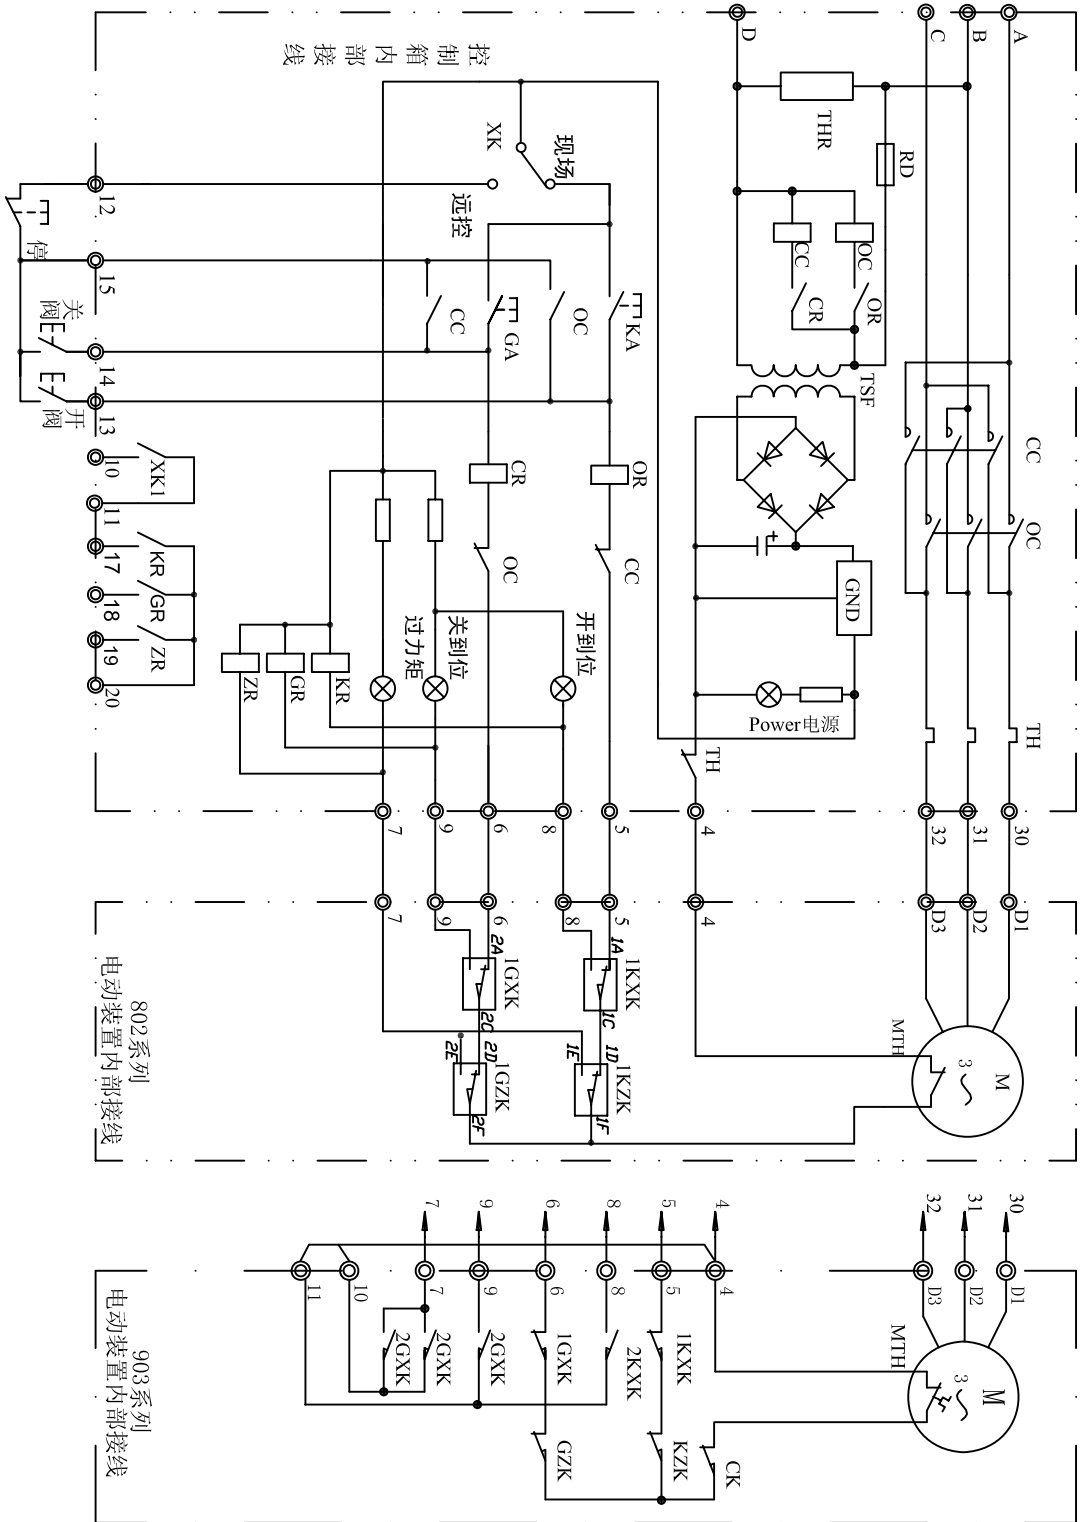 控制箱内部接线
D
C
B
A
THR
RD
XK
现场
远控
12
停
15
关阀
14
开阀
13
CC
GA
OC
KA
CC
OC
CR
OR
TSF
CC
OC
10
XK1
11
17
KR
18
GR
19
ZR
20
CR
OR
OC
CC
GND
过力矩
关到位
开到位
ZR
GR
KR
Power电源
TH
TH
7
9
6
8
5
4
32
31
30
7
9
6
8
5
4
D3
D2
D1
2A
1GXK
2C
1A
1KXK
1C
2E
2D
1GZK
2F
1E
1D
1KZK
1F
MTH
M
3
～
802系列
电动装置内部接线
7
9
6
8
5
4
32
31
30
11
10
7
9
6
8
5
4
D3
D2
D1
2GXK
2GXK
2GXK
1GXK
2KXK
1KXK
MTH
M
3
～
GZK
KZK
CK
903系列
电动装置内部接线